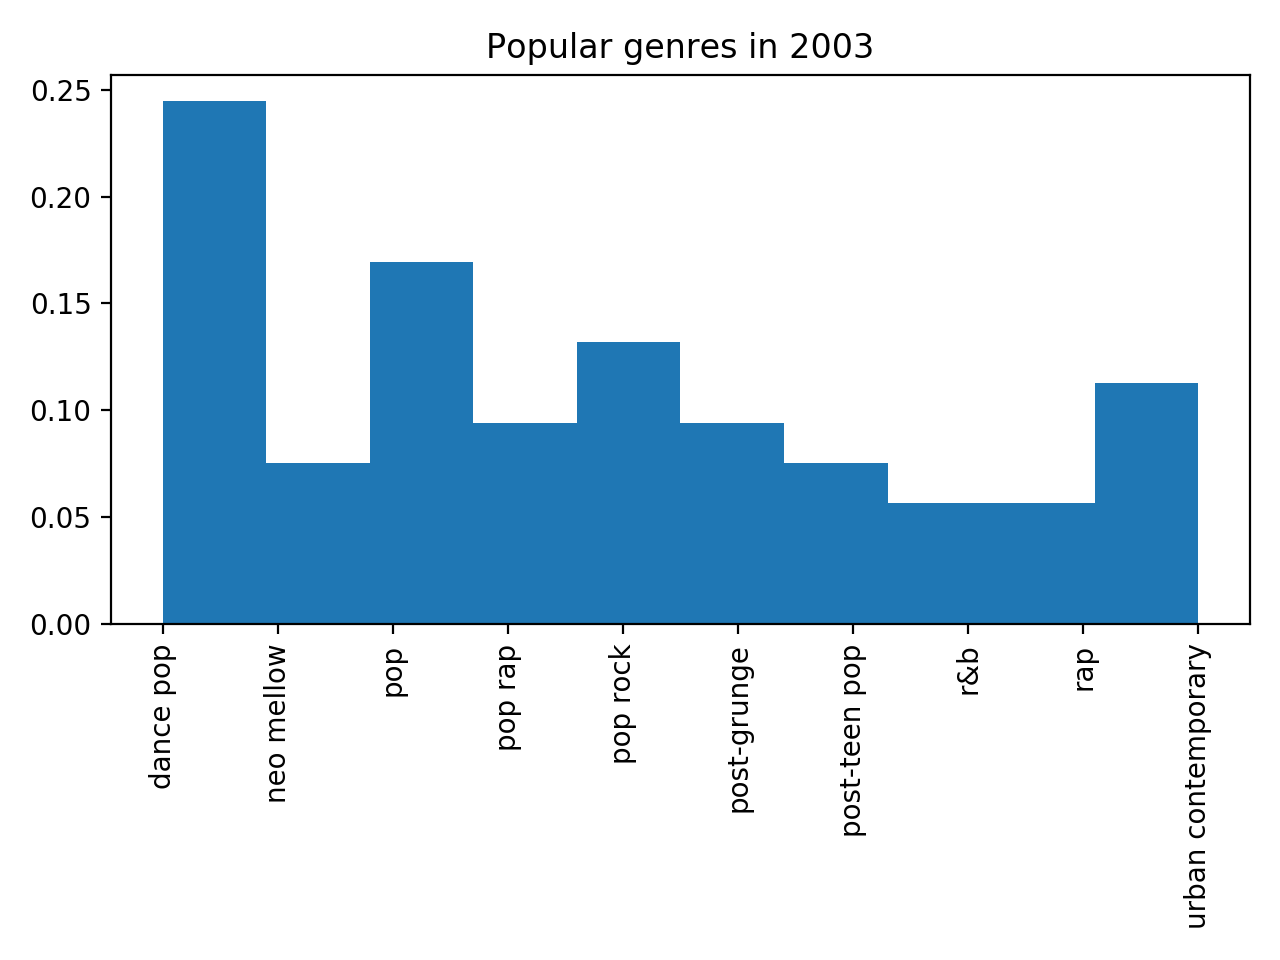 Popular genres in 2003
0.25
0.20
0.15
0.10
0.05
0.00
dance pop
neo mellow
pop
pop rap
pop rock
post-grunge
post-teen pop
r&b
rap
urban contemporary